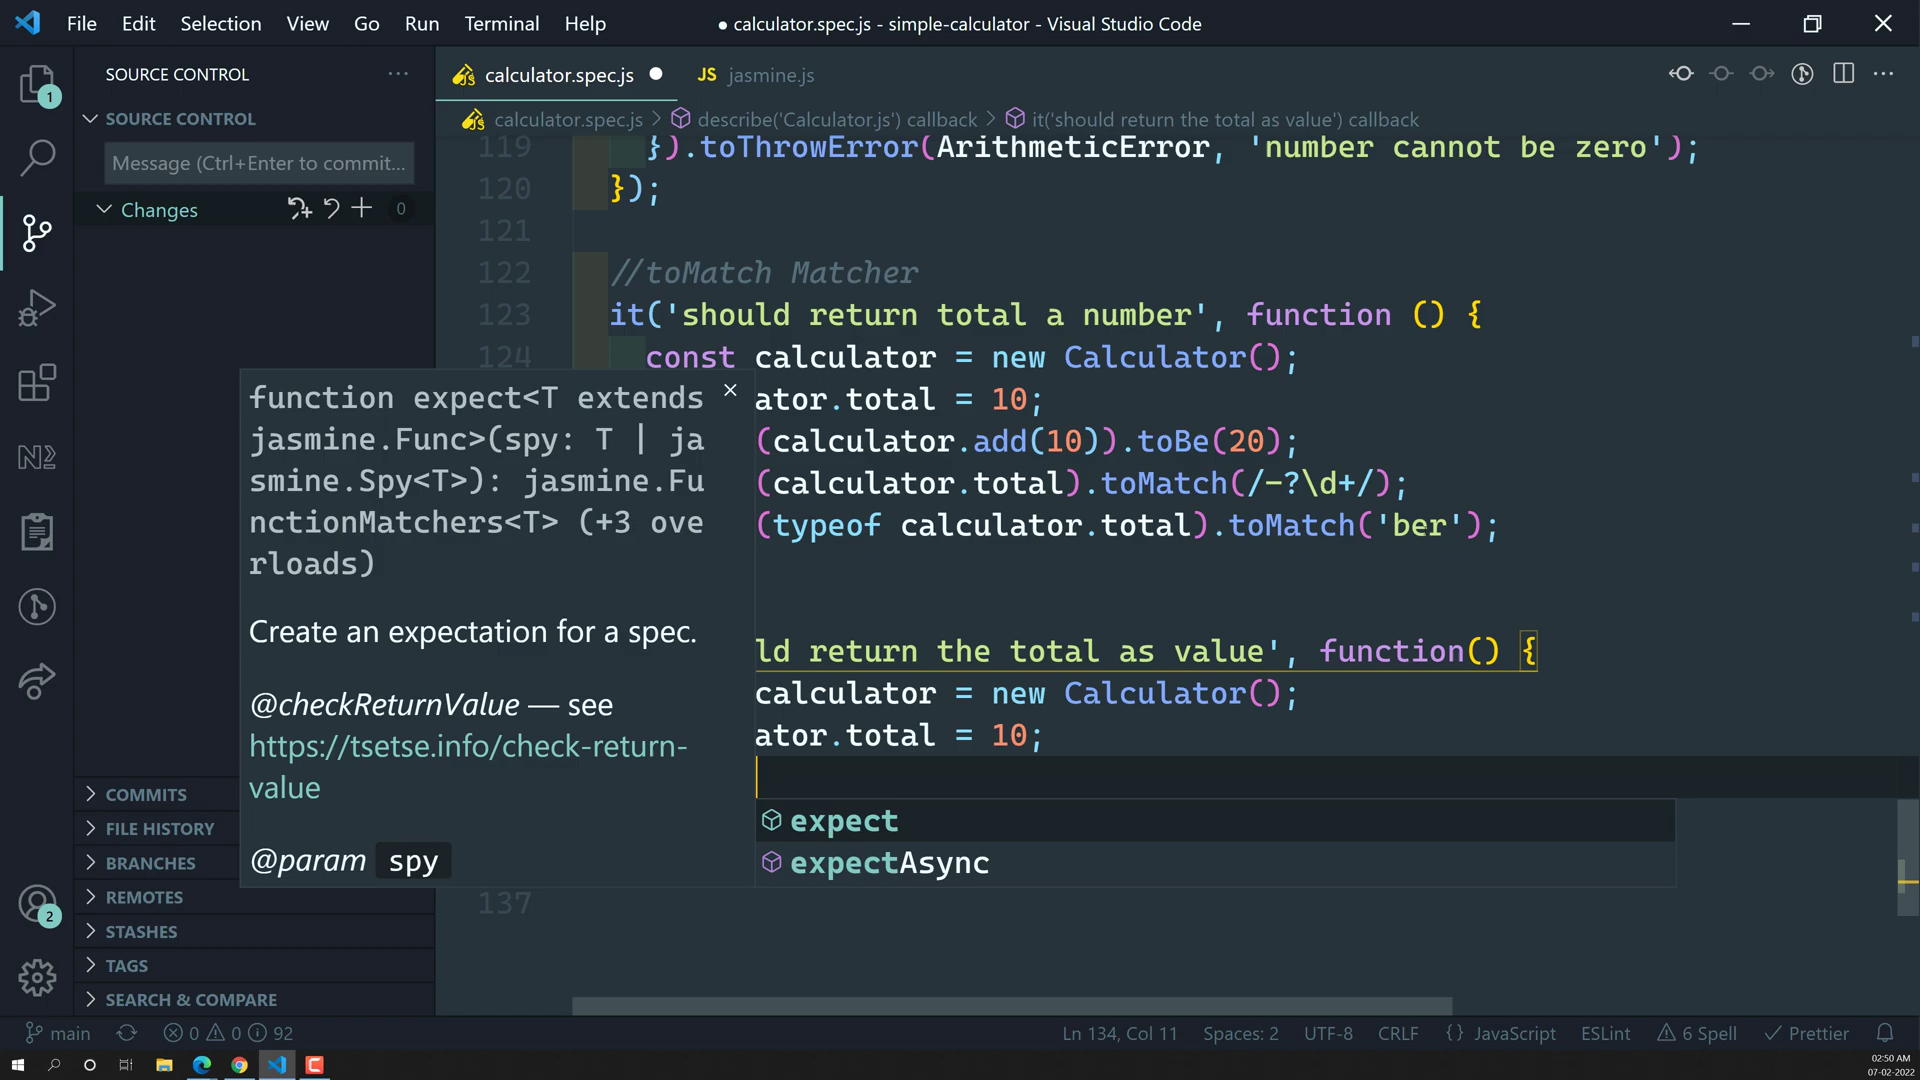 File Edit Selection View Go Run Terminal Help
● calculator.spec.js - simple-calculator - Visual Studio Code
SOURCE CONTROL
SOURCE CONTROL
Message (Ctrl+Enter to commit...
Changes 0
1
N
2
COMMITS
FILE HISTORY
BRANCHES
REMOTES
STASHES
TAGS
SEARCH & COMPARE
calculator.spec.js ●
JS jasmine.js
calculator.spec.js > describe('Calculator.js') callback > it('should return the total as value') callback
119 }).toThrowError(ArithmeticError, 'number cannot be zero');
120 });
121
122 //toMatch Matcher
123 it('should return total a number', function () {
124 const calculator = new Calculator();
ator.total = 10;
(calculator.add(10)).toBe(20);
(calculator.total).toMatch(/-?\d+/);
(typeof calculator.total).toMatch('ber');
ld return the total as value', function() {
calculator = new Calculator();
ator.total = 10;
expect
expectAsync
137
function expect<T extends
jasmine.Func>(spy: T | ja
smine.Spy<T>): jasmine.Fu
nctionMatchers<T> (+3 ove
rloads)
Create an expectation for a spec.
@checkReturnValue — see
https://tsetse.info/check-return-
value
@param spy
main 0 0 92
Ln 134, Col 11 Spaces: 2 UTF-8 CRLF {} JavaScript ESLint 6 Spell Prettier
02:50 AM
07-02-2022